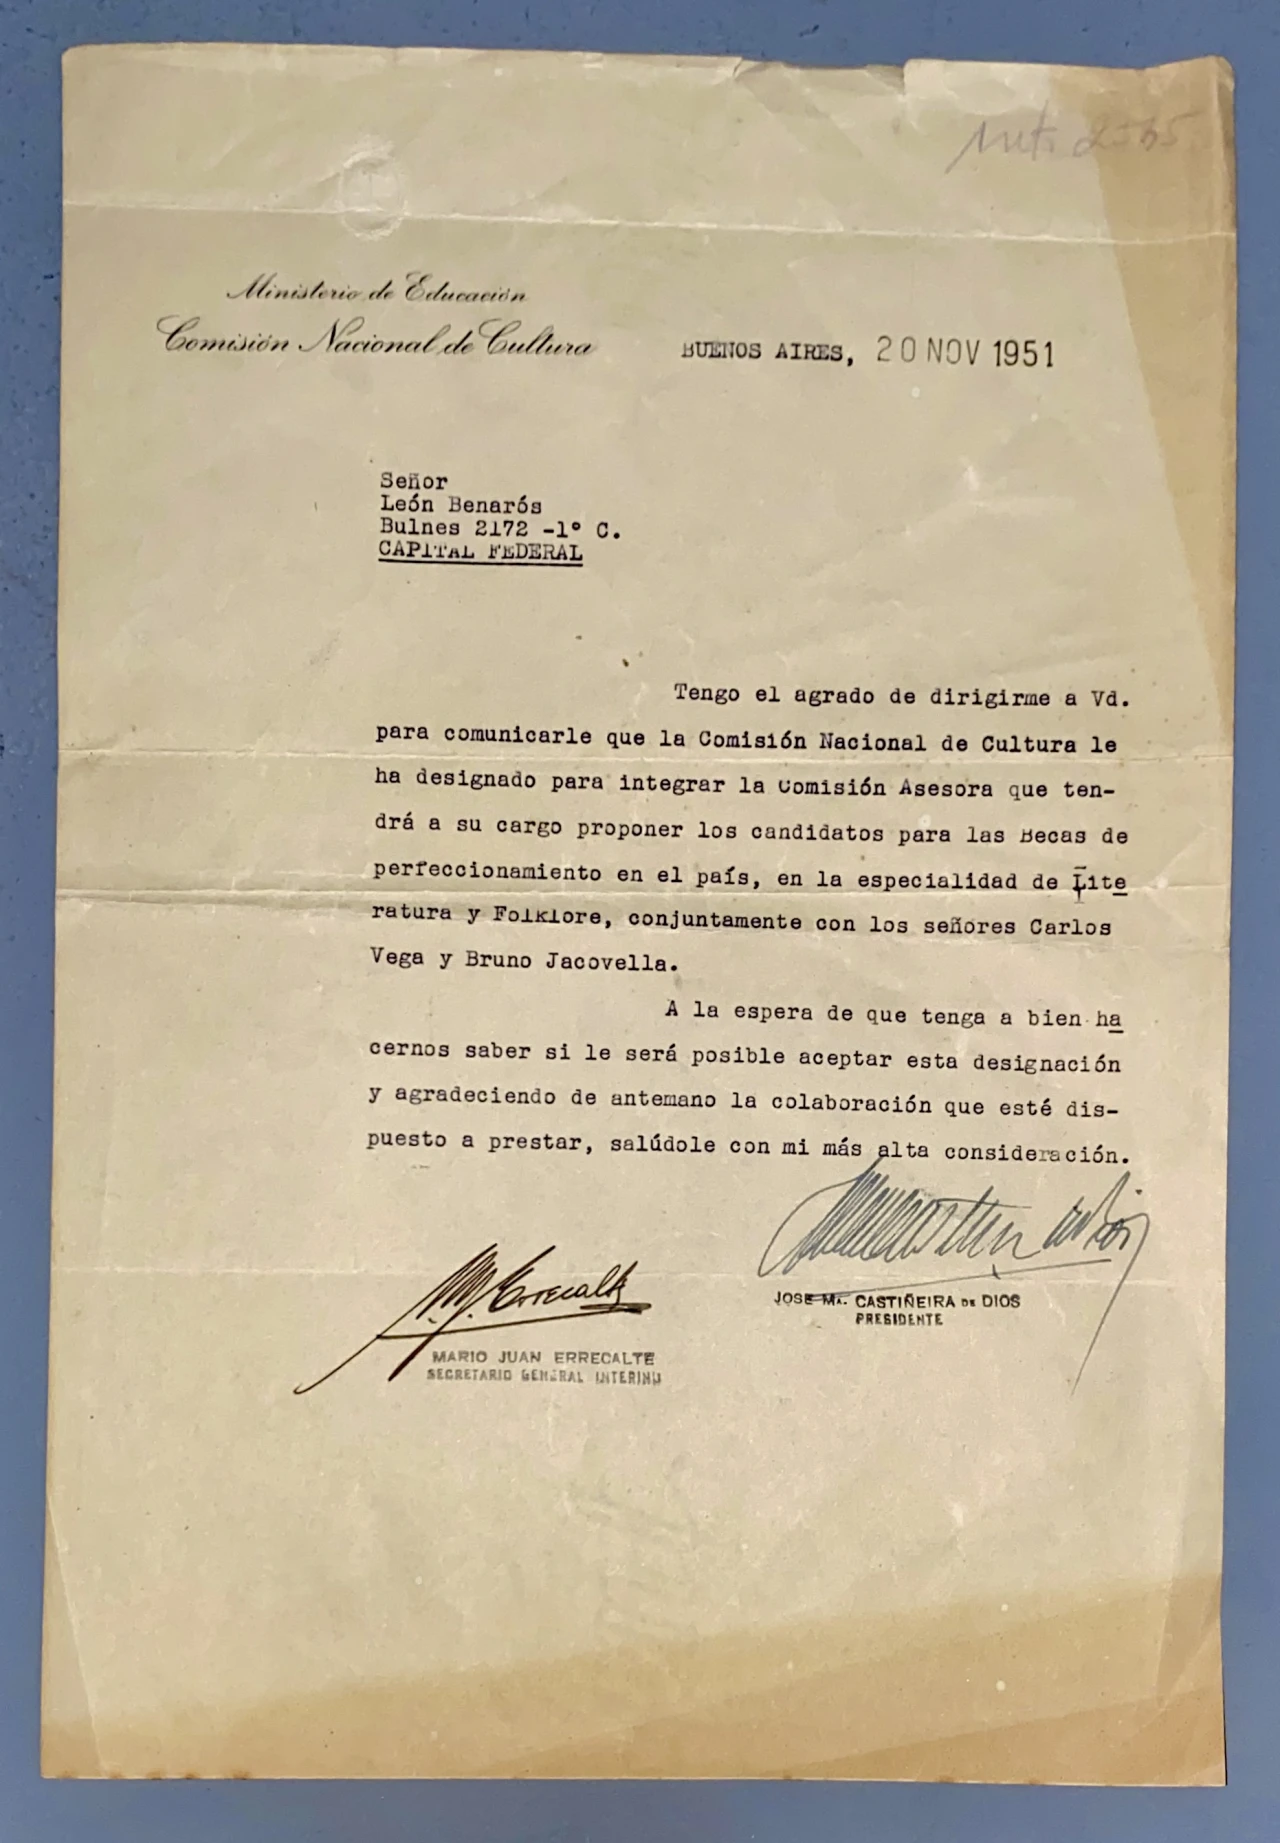 Ministerio de Educación
Comisión Nacional de Cultura
BUENOS AIRES, 20 NOV 1951
Señor
León Benarós
Bulnes 2172 -1º C.
CAPITAL FEDERAL
Tengo el agrado de dirigirme a Vd.
para comunicarle que la Comisión Nacional de Cultura le
ha designado para integrar la Comisión Asesora que ten-
drá a su cargo proponer los candidatos para las Becas de
perfeccionamiento en el país, en la especialidad de Lite
ratura y Folklore, conjuntamente con los señores Carlos
Vega y Bruno Jacovella.
A la espera de que tenga a bien ha
cernos saber si le será posible aceptar esta designación
y agradeciendo de antemano la colaboración que esté dis-
puesto a prestar, salúdole con mi más alta consideración.
M.J. Errecalte
JOSE Mª. CASTIÑEIRA DE DIOS
PRESIDENTE
MARIO JUAN ERRECALTE
SECRETARIO GENERAL INTERINO